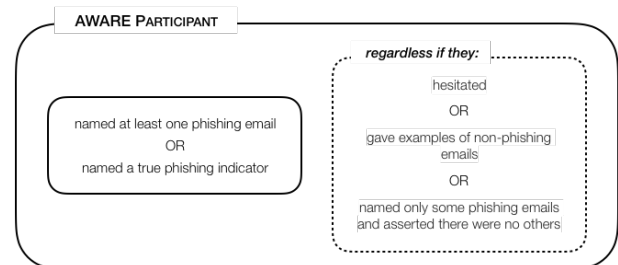 AWARE PARTICIPANT
named at least one phishing email
OR
named a true phishing indicator
regardless if they:
hesitated
OR
gave examples of non-phishing
emails
OR
named only some phishing emails
and asserted there were no others